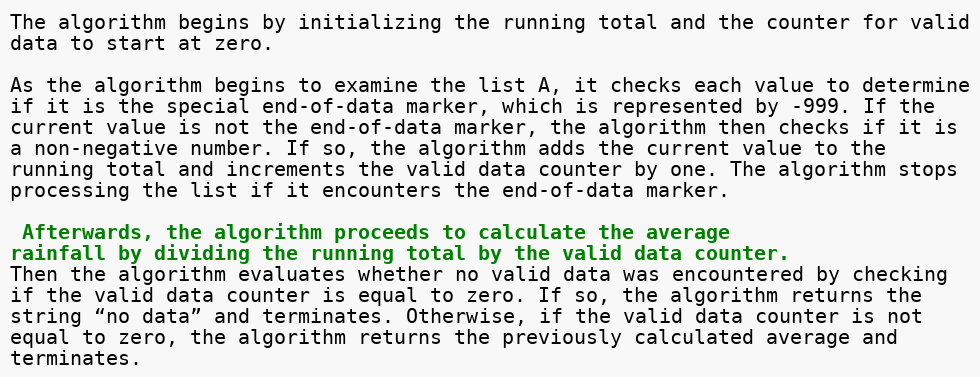 The algorithm begins by initializing the running total and the counter for valid
data to start at zero.
As the algorithm begins to examine the list A, it checks each value to determine
if it is the special end-of-data marker, which is represented by -999. If the
current value is not the end-of-data marker, the algorithm then checks if it is
a non-negative number. If so, the algorithm adds the current value to the
running total and increments the valid data counter by one. The algorithm stops
processing the list if it encounters the end-of-data marker.
Afterwards, the algorithm proceeds to calculate the average
rainfall by dividing the running total by the valid data counter.
Then the algorithm evaluates whether no valid data was encountered by checking
if the valid data counter is equal to zero. If so, the algorithm returns the
string “no data” and terminates. Otherwise, if the valid data counter is not
equal to zero, the algorithm returns the previously calculated average and
terminates.